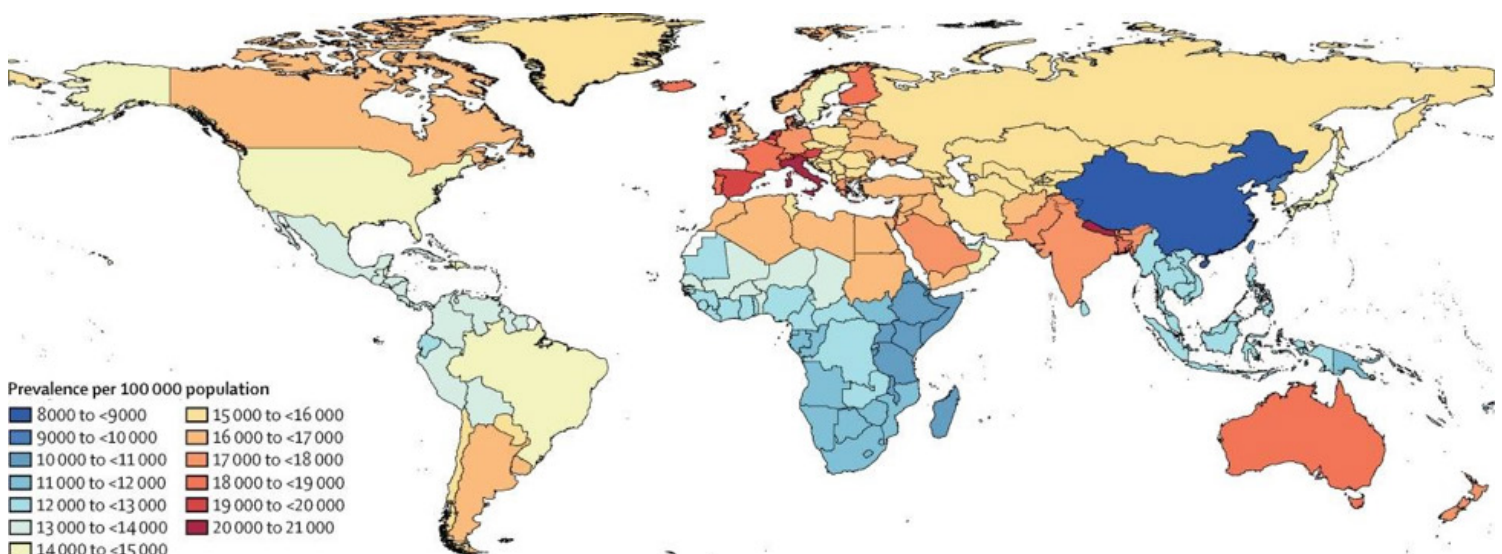 Prevalence per 100 000 population
8000 to <9000
9000 to <10 000
10 000 to <11 000
11 000 to <12 000
12 000 to <13 000
13 000 to <14 000
14 000 to <15 000
15 000 to <16 000
16 000 to <17 000
17 000 to <18 000
18 000 to <19 000
19 000 to <20 000
20 000 to 21 000